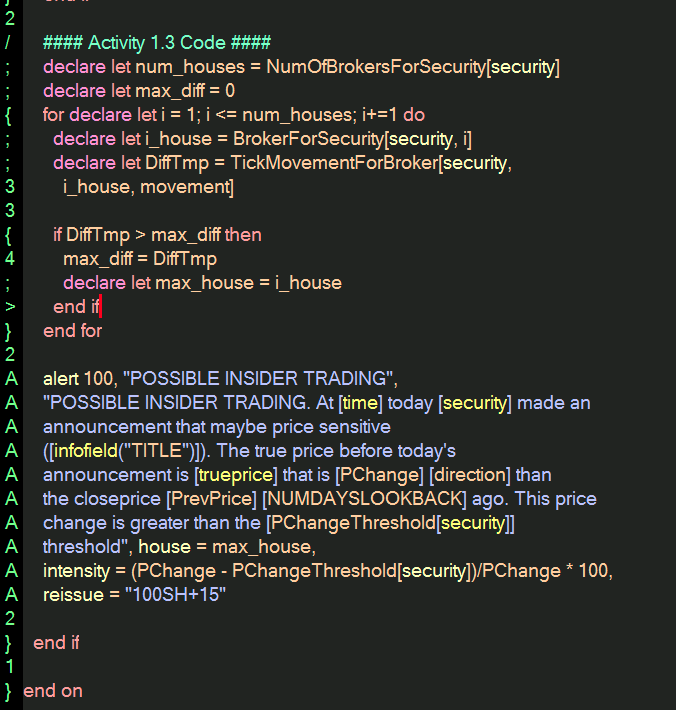 end if
2
/ #### Activity 1.3 Code ####
; declare let num_houses = NumOfBrokersForSecurity[security]
; declare let max_diff = 0
{ for declare let i = 1; i <= num_houses; i+=1 do
; declare let i_house = BrokerForSecurity[security, i]
; declare let DiffTmp = TickMovementForBroker[security,
3 i_house, movement]
3
{ if DiffTmp > max_diff then
4 max_diff = DiffTmp
; declare let max_house = i_house
> end if
} end for
2
A alert 100, "POSSIBLE INSIDER TRADING",
A "POSSIBLE INSIDER TRADING. At [time] today [security] made an
A announcement that maybe price sensitive
A ([infofield("TITLE")]). The true price before today's
A announcement is [trueprice] that is [PChange] [direction] than
A the closeprice [PrevPrice] [NUMDAYSLOOKBACK] ago. This price
A change is greater than the [PChangeThreshold[security]]
A threshold", house = max_house,
A intensity = (PChange - PChangeThreshold[security])/PChange * 100,
A reissue = "100SH+15"
2
} end if
1
} end on